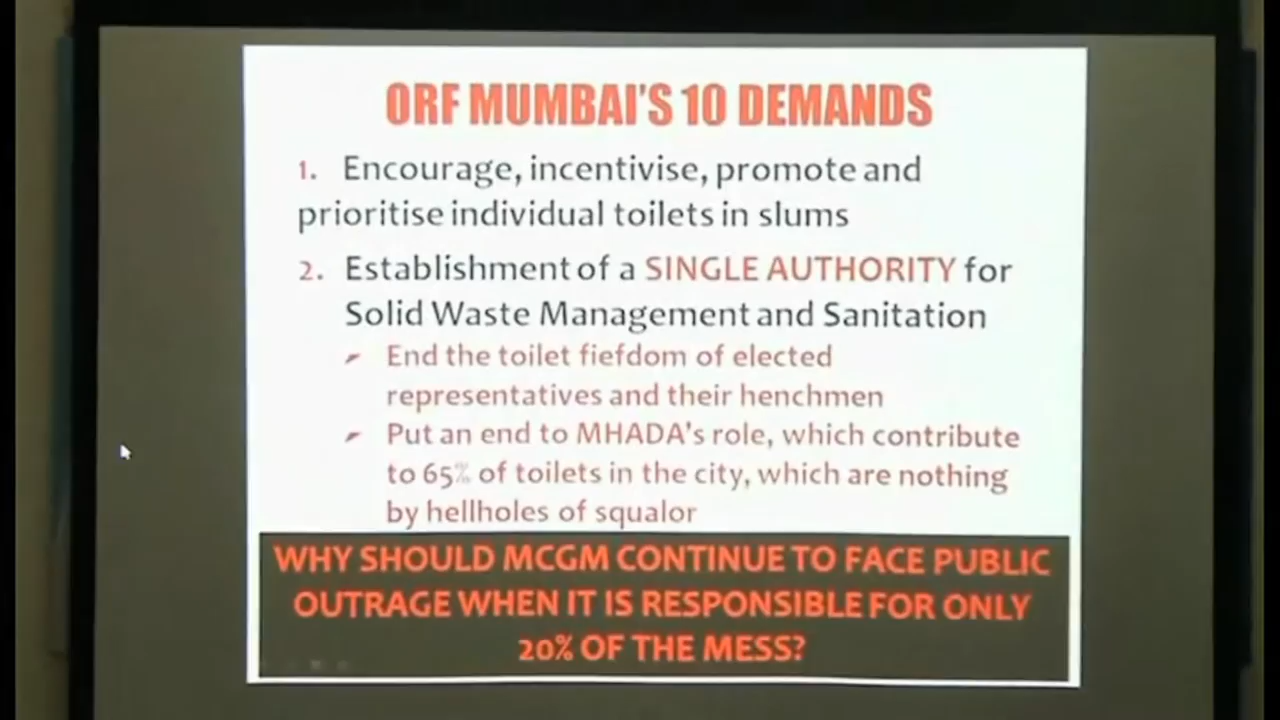 ORF MUMBAI'S 10 DEMANDS
1. Encourage, incentivise, promote and
prioritise individual toilets in slums
2. Establishment of a SINGLE AUTHORITY for
Solid Waste Management and Sanitation
End the toilet fiefdom of elected
representatives and their henchmen
Put an end to MHADA's role, which contribute
to 65% of toilets in the city, which are nothing
by hellholes of squalor
WHY SHOULD MCGM CONTINUE TO FACE PUBLIC
OUTRAGE WHEN IT IS RESPONSIBLE FOR ONLY
20% OF THE MESS?